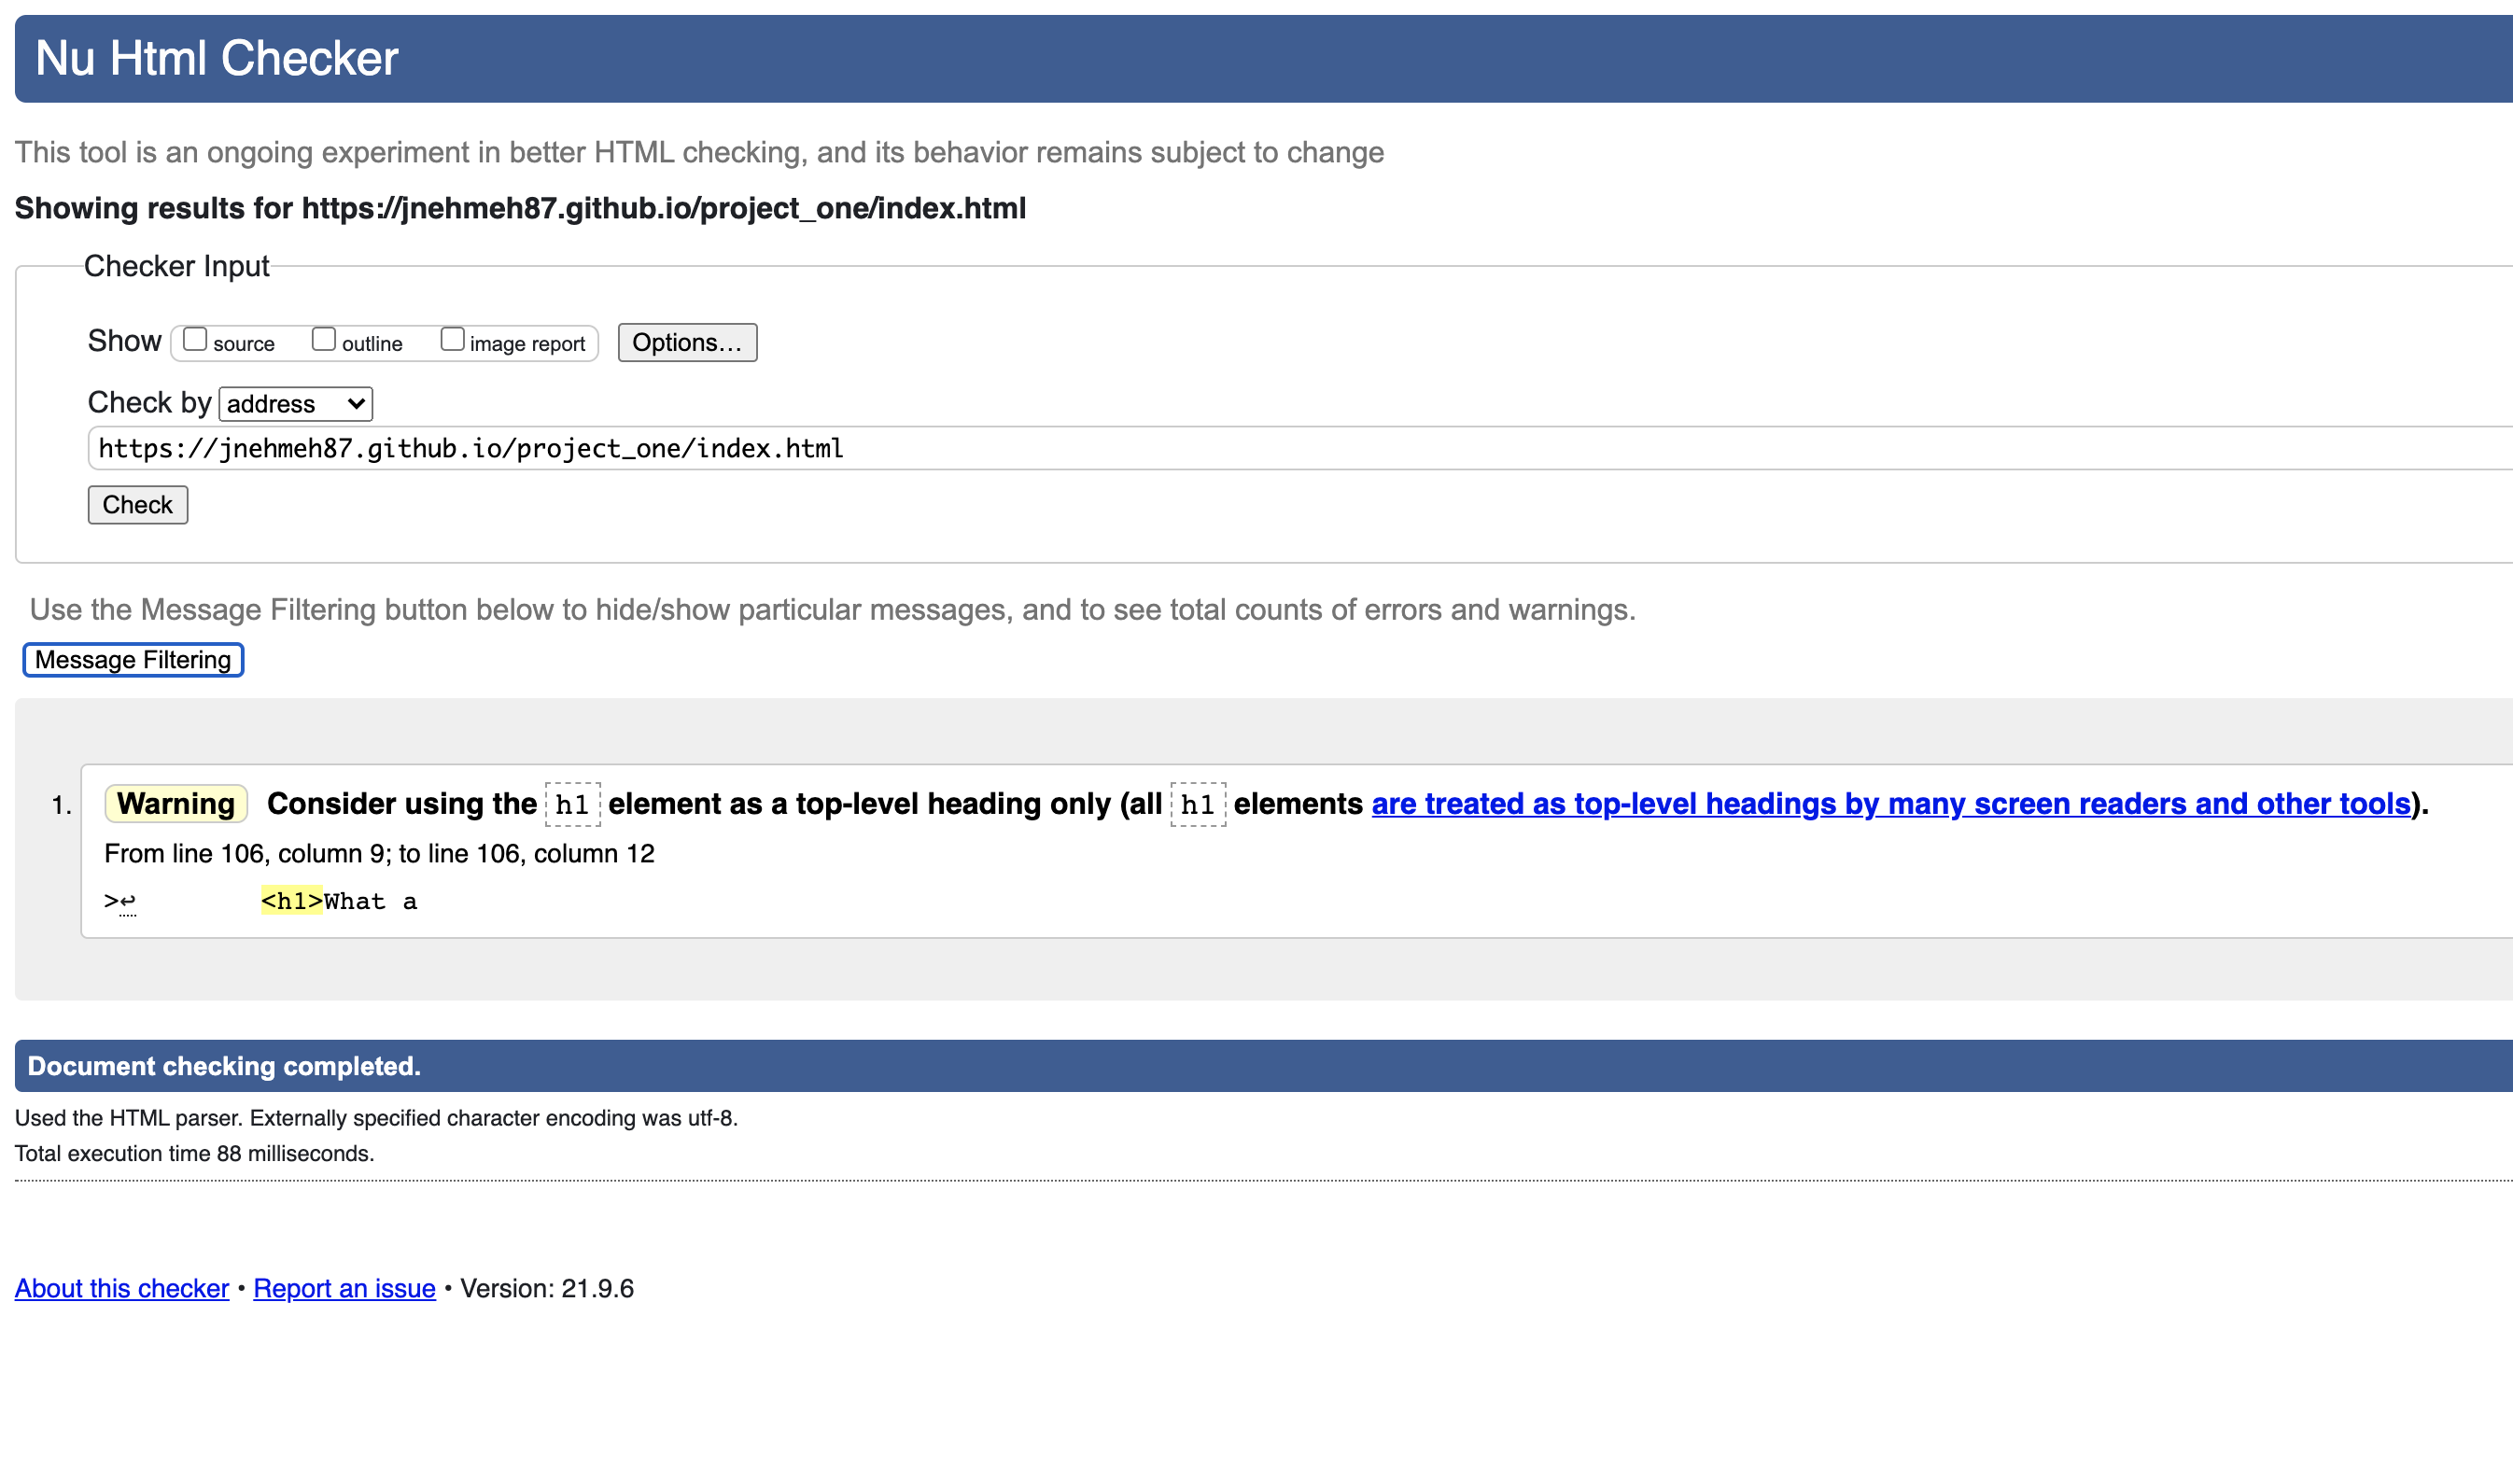 Nu Html Checker
This tool is an ongoing experiment in better HTML checking, and its behavior remains subject to change
Showing results for https://jnehmeh87.github.io/project_one/index.html
Checker Input
Show source outline image report Options...
Check by address
https://jnehmeh87.github.io/project_one/index.html
Check
Use the Message Filtering button below to hide/show particular messages, and to see total counts of errors and warnings.
Message Filtering
1. Warning Consider using the h1 element as a top-level heading only (all h1 elements are treated as top-level headings by many screen readers and other tools).
From line 106, column 9; to line 106, column 12
>↩ <h1>What a
Document checking completed.
Used the HTML parser. Externally specified character encoding was utf-8.
Total execution time 88 milliseconds.
About this checker • Report an issue • Version: 21.9.6